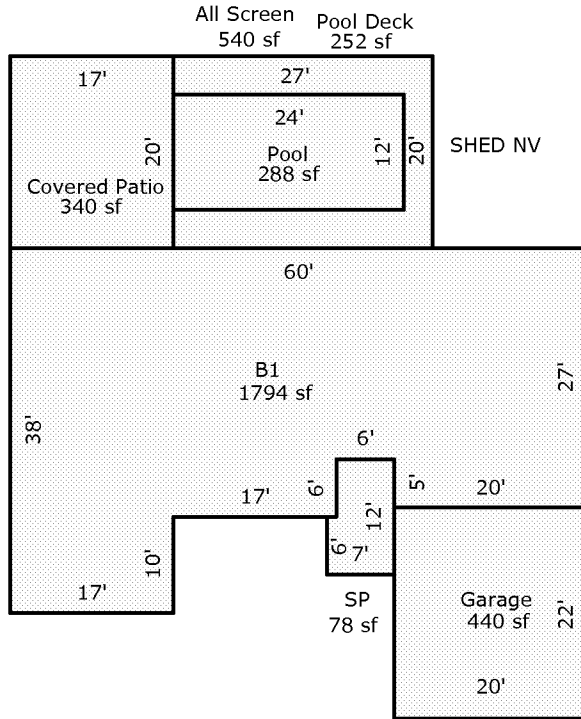 All Screen
540 sf
Pool Deck
252 sf
17'
27'
24'
20'
Pool
288 sf
12'
20'
SHED NV
Covered Patio
340 sf
60'
B1
1794 sf
38'
27'
6'
6'
5'
17'
20'
12'
10'
6'
7'
17'
SP
78 sf
Garage
440 sf
22'
20'